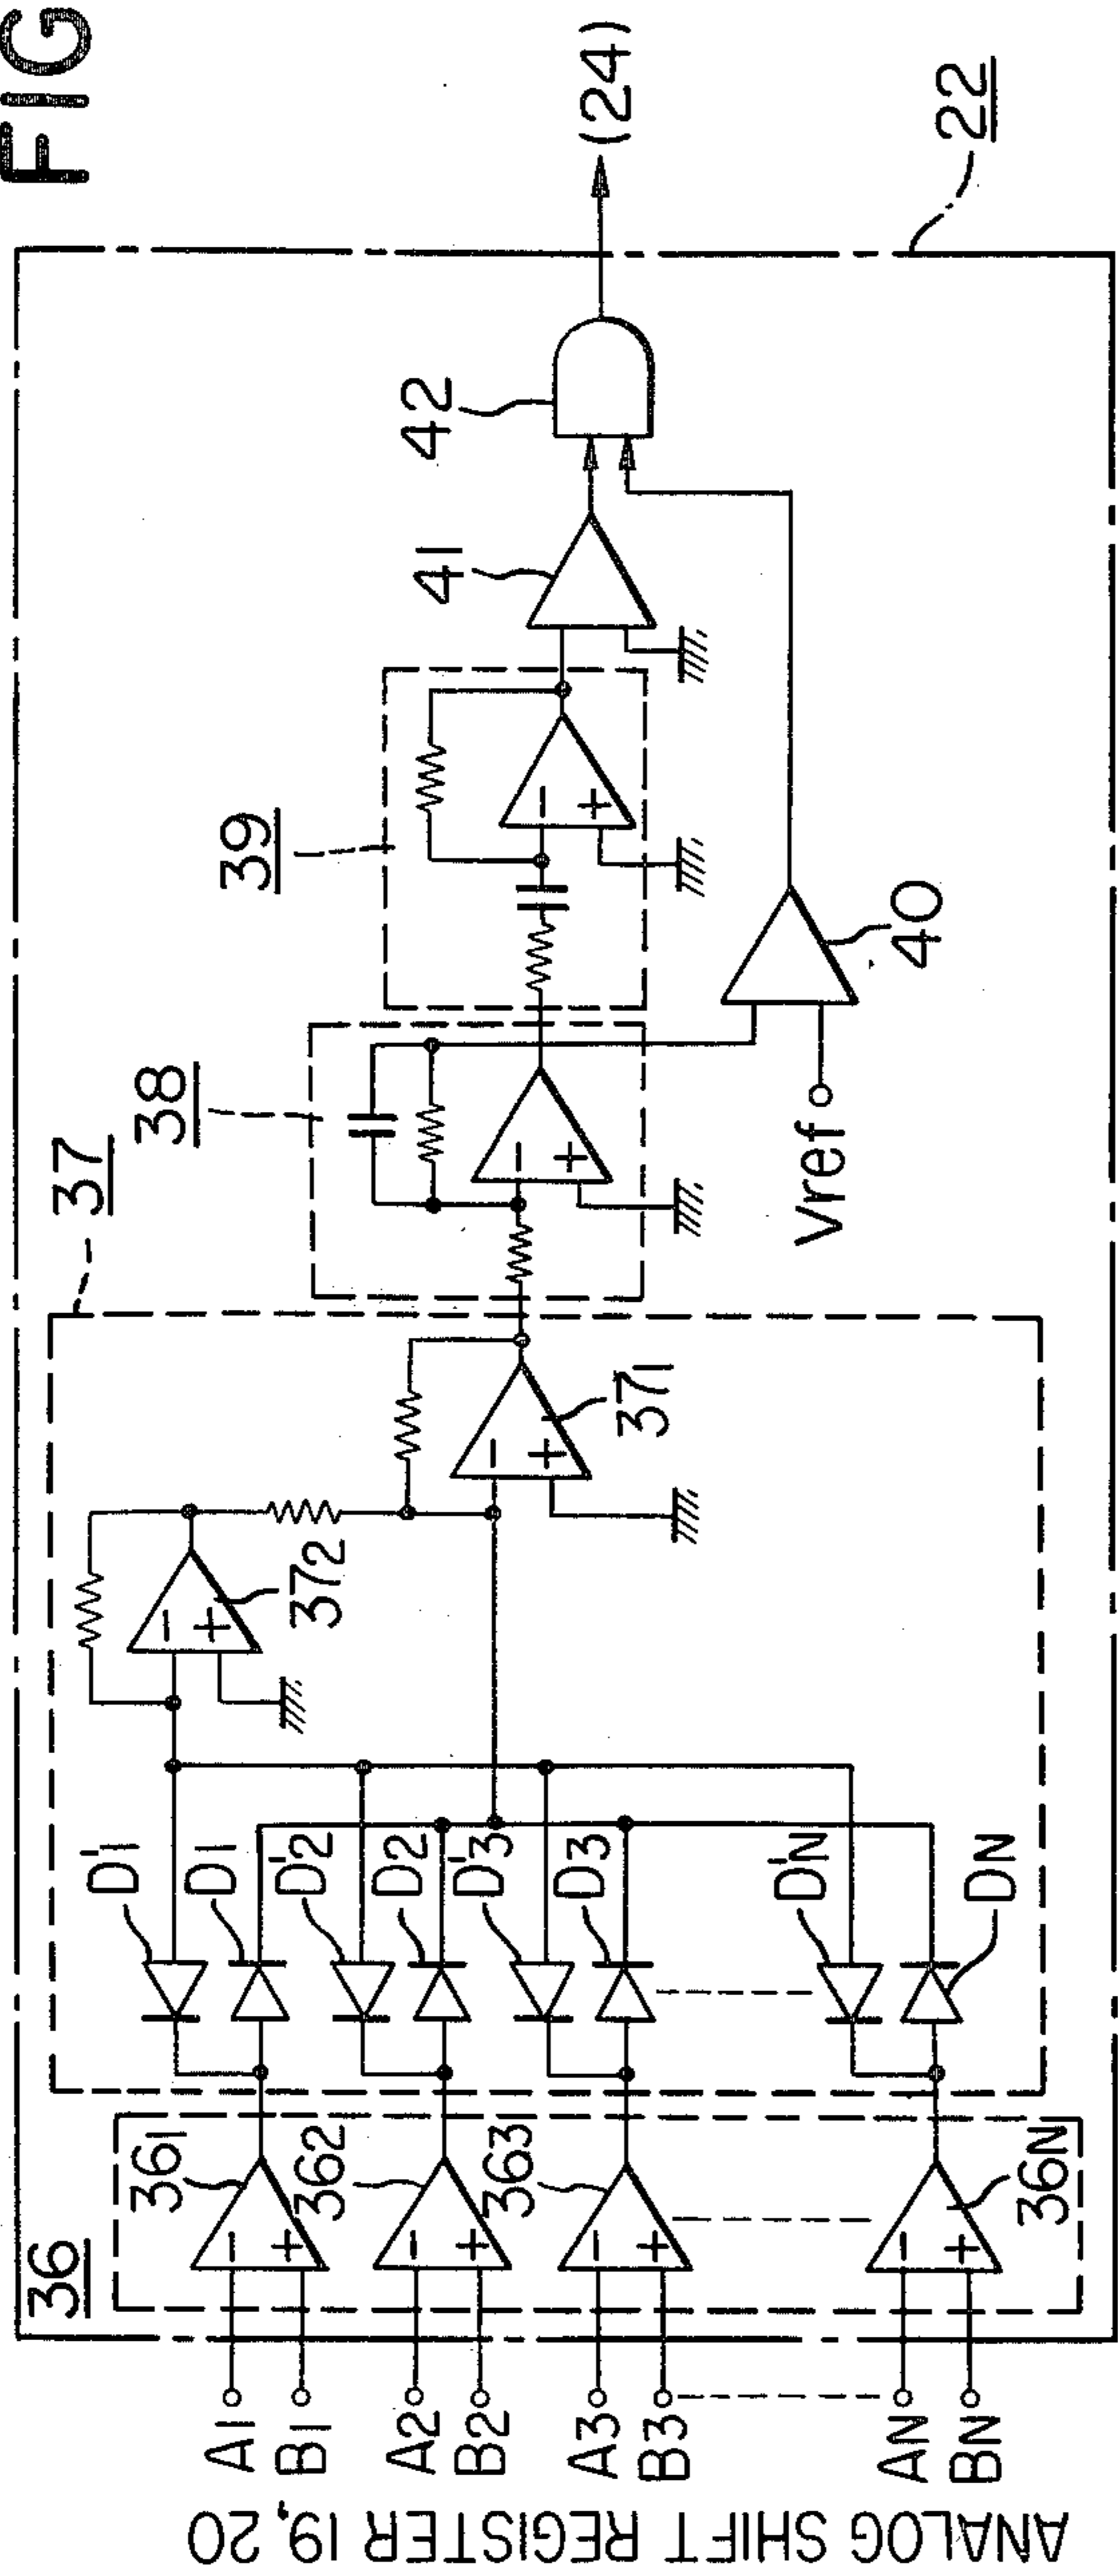 FIG
ANALOG SHIFT REGISTER 19, 20
A1
B1
A2
B2
A3
B3
AN
BN
36
361
362
363
36N
37
D'1
D1
D'2
D2
D'3
D3
D'N
DN
372
371
38
39
40
41
42
Vref
(24)
22
−
+
−
+
−
+
−
+
−
+
−
+
−
+
−
+